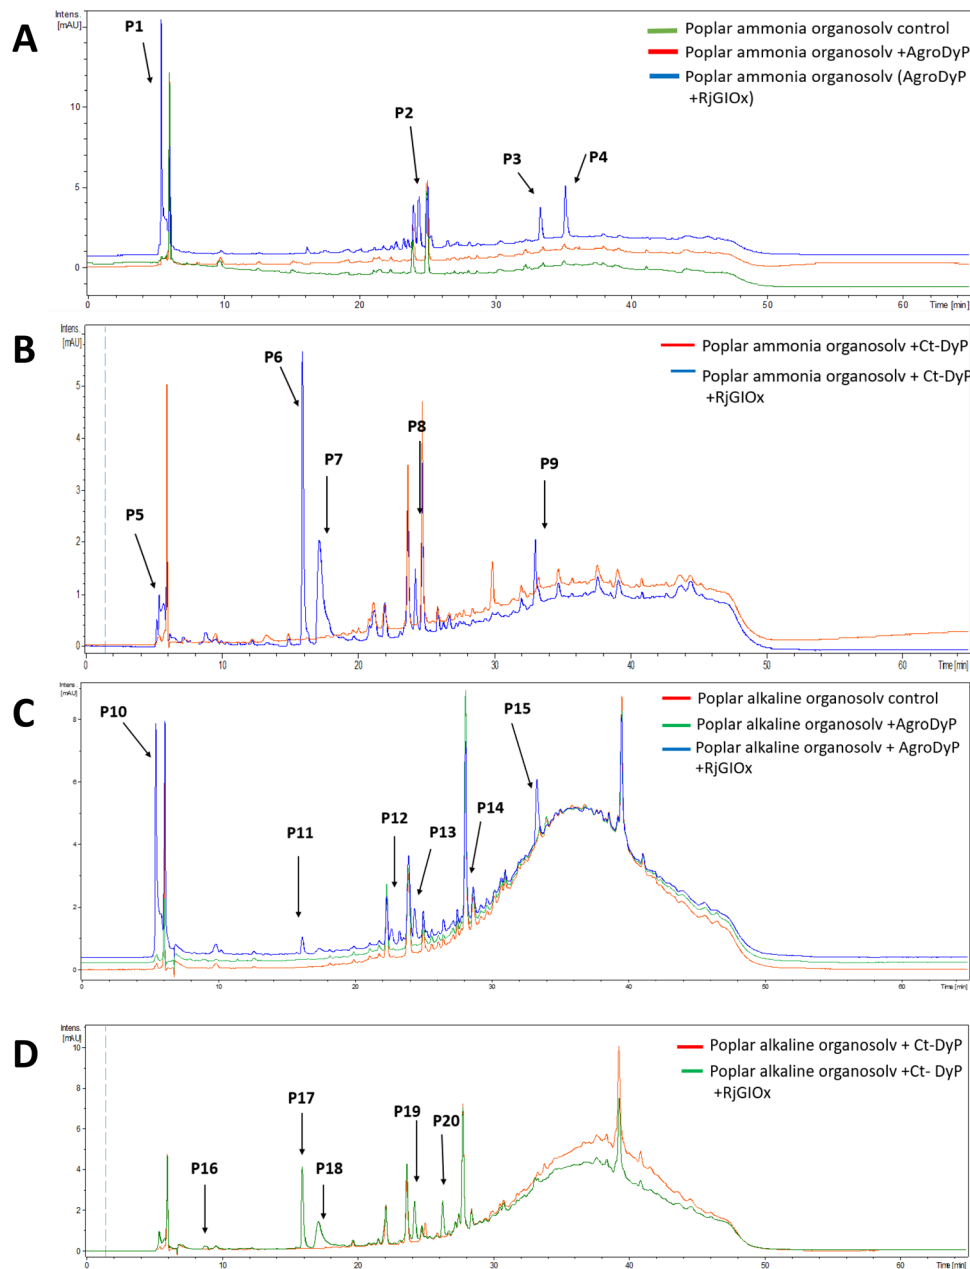 A
Intens.
[mAU]
P1
P2
P3
P4
Poplar ammonia organosolv control
Poplar ammonia organosolv +AgroDyP
Poplar ammonia organosolv (AgroDyP
+RjGlOx)
10
5
0
0
10
20
30
40
50
60
Time [min]
B
Intens.
[mAU]
P5
P6
P7
P8
P9
Poplar ammonia organosolv +Ct-DyP
Poplar ammonia organosolv + Ct-DyP
+RjGlOx
5
4
3
2
1
0
0
10
20
30
40
50
60
Time [min]
C
Intens.
[mAU]
P10
P11
P12
P13
P14
P15
Poplar alkaline organosolv control
Poplar alkaline organosolv +AgroDyP
Poplar alkaline organosolv + AgroDyP
+RjGlOx
8
6
4
2
0
0
10
20
30
40
50
60
Time [min]
D
Intens.
[mAU]
P16
P17
P18
P19
P20
Poplar alkaline organosolv + Ct-DyP
Poplar alkaline organosolv +Ct- DyP
+RjGlOx
10
8
6
4
2
0
0
10
20
30
40
50
60
Time [min]